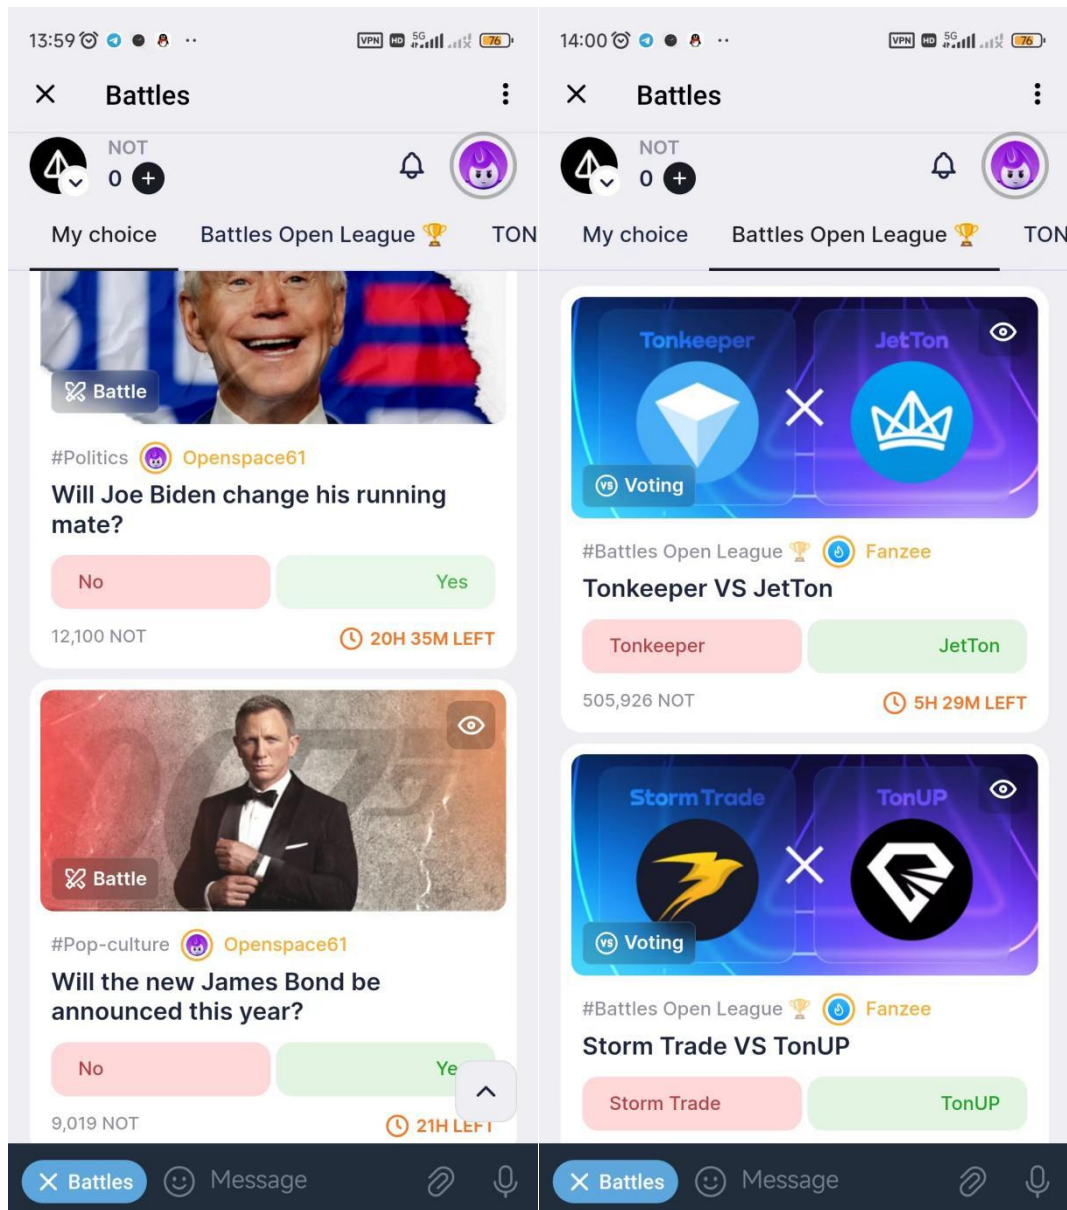 13:59
VPN HD 5G 76
Battles
NOT
0
My choice
Battles Open League 🏆
TON
Battle
#Politics Openspace61
Will Joe Biden change his running
mate?
No
Yes
12,100 NOT
20H 35M LEFT
Battle
#Pop-culture Openspace61
Will the new James Bond be
announced this year?
No
9,019 NOT
21H LEFT
Battles
Message
14:00
VPN HD 5G 76
Battles
NOT
0
My choice
Battles Open League 🏆
TON
Tonkeeper
JetTon
VS Voting
#Battles Open League 🏆 Fanzee
Tonkeeper VS JetTon
Tonkeeper
JetTon
505,926 NOT
5H 29M LEFT
Storm Trade
TonUP
VS Voting
#Battles Open League 🏆 Fanzee
Storm Trade VS TonUP
Storm Trade
TonUP
Battles
Message